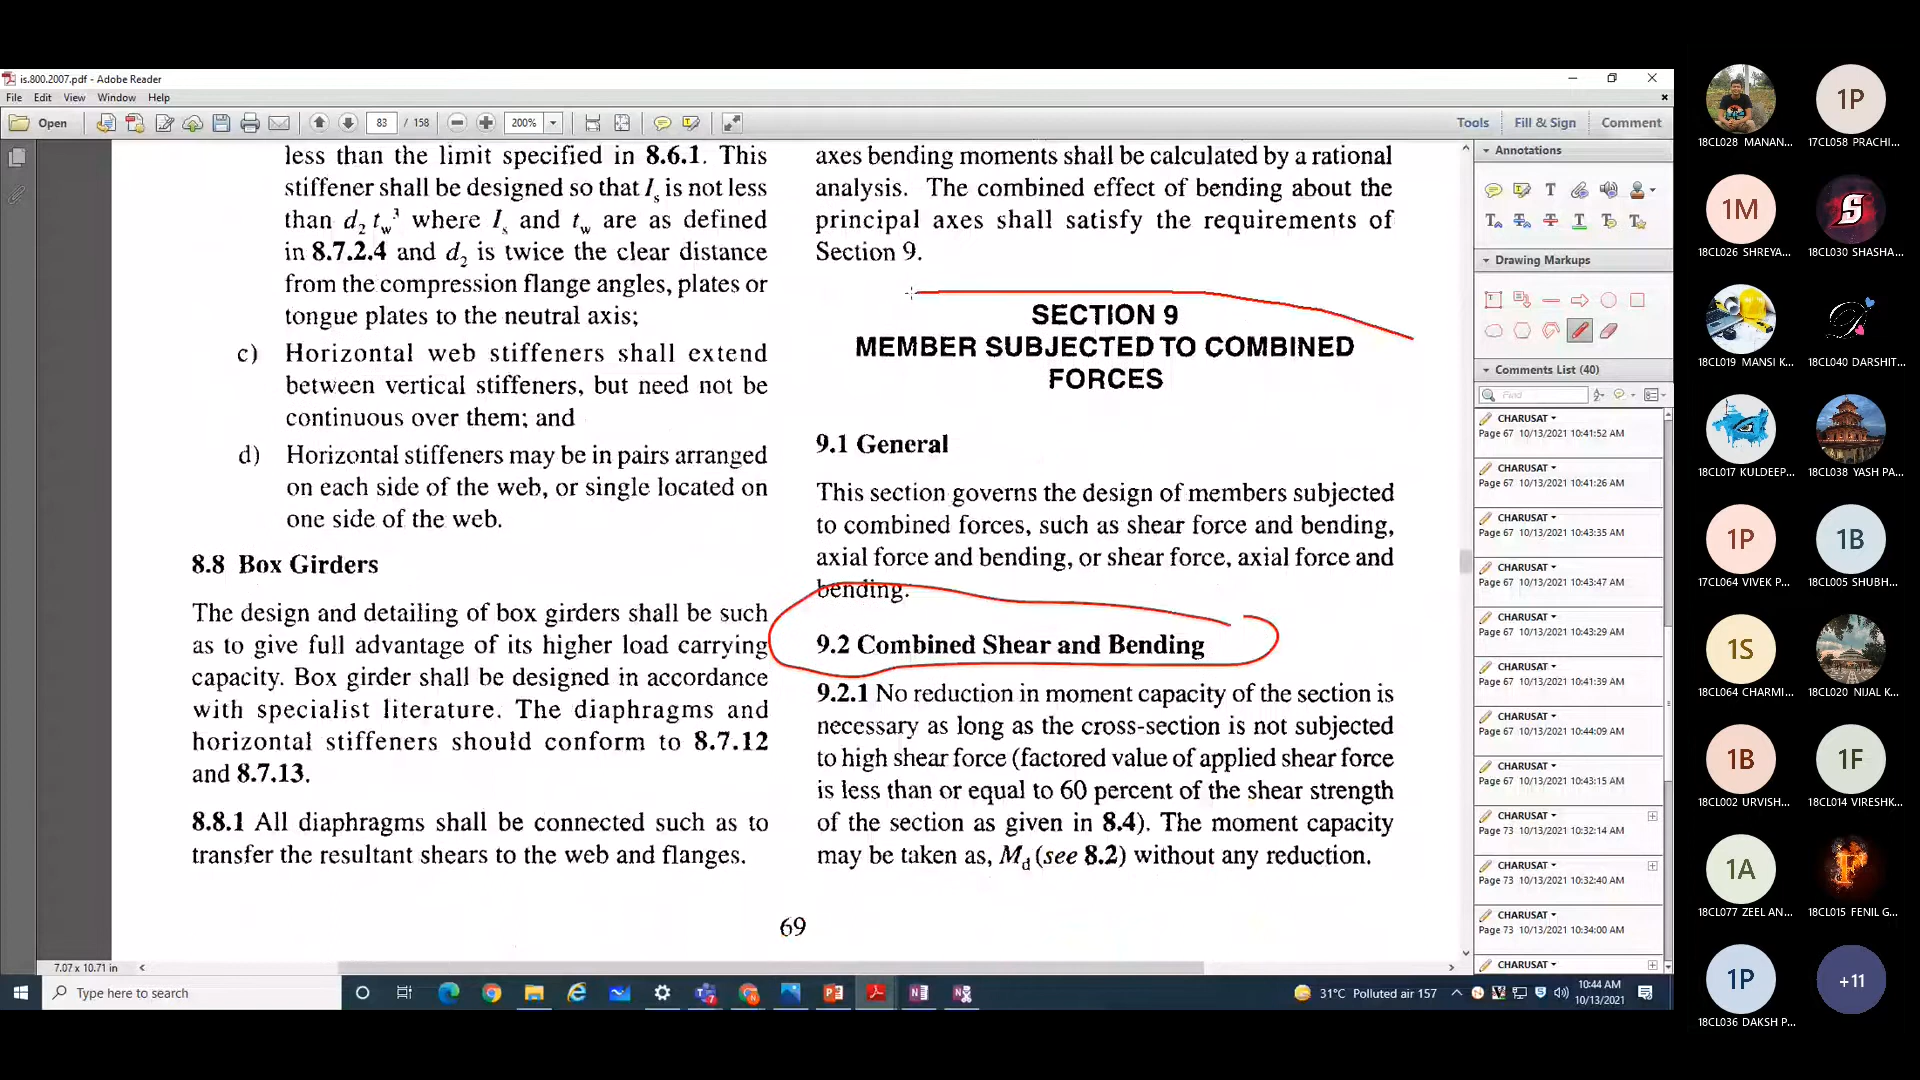 is.800.2007.pdf - Adobe Reader
File Edit View Window Help
Open 83 / 158 200% Tools Fill & Sign Comment
less than the limit specified in 8.6.1. This
stiffener shall be designed so that Is is not less
than d2 tw³ where Is and tw are as defined
in 8.7.2.4 and d2 is twice the clear distance
from the compression flange angles, plates or
tongue plates to the neutral axis;
c) Horizontal web stiffeners shall extend
between vertical stiffeners, but need not be
continuous over them; and
d) Horizontal stiffeners may be in pairs arranged
on each side of the web, or single located on
one side of the web.
8.8 Box Girders
The design and detailing of box girders shall be such
as to give full advantage of its higher load carrying
capacity. Box girder shall be designed in accordance
with specialist literature. The diaphragms and
horizontal stiffeners should conform to 8.7.12
and 8.7.13.
8.8.1 All diaphragms shall be connected such as to
transfer the resultant shears to the web and flanges.
axes bending moments shall be calculated by a rational
analysis. The combined effect of bending about the
principal axes shall satisfy the requirements of
Section 9.
SECTION 9
MEMBER SUBJECTED TO COMBINED
FORCES
9.1 General
This section governs the design of members subjected
to combined forces, such as shear force and bending,
axial force and bending, or shear force, axial force and
bending.
9.2 Combined Shear and Bending
9.2.1 No reduction in moment capacity of the section is
necessary as long as the cross-section is not subjected
to high shear force (factored value of applied shear force
is less than or equal to 60 percent of the shear strength
of the section as given in 8.4). The moment capacity
may be taken as, Md (see 8.2) without any reduction.
69
7.07 x 10.71 in
Annotations
Drawing Markups
Comments List (40)
Find
CHARUSAT
Page 67 10/13/2021 10:41:52 AM
CHARUSAT
Page 67 10/13/2021 10:41:26 AM
CHARUSAT
Page 67 10/13/2021 10:43:35 AM
CHARUSAT
Page 67 10/13/2021 10:43:47 AM
CHARUSAT
Page 67 10/13/2021 10:43:29 AM
CHARUSAT
Page 67 10/13/2021 10:41:39 AM
CHARUSAT
Page 67 10/13/2021 10:44:09 AM
CHARUSAT
Page 67 10/13/2021 10:43:15 AM
CHARUSAT
Page 73 10/13/2021 10:32:14 AM
CHARUSAT
Page 73 10/13/2021 10:32:40 AM
CHARUSAT
Page 73 10/13/2021 10:34:00 AM
CHARUSAT
Type here to search
31°C Polluted air 157
10:44 AM
10/13/2021
1P
18CL028 MANAN... 17CL058 PRACHI...
1M S
18CL026 SHREYA... 18CL030 SHASHA...
18CL019 MANSI K... 18CL040 DARSHIT...
18CL017 KULDEEP... 18CL038 YASH PA...
1P 1B
17CL064 VIVEK P... 18CL005 SHUBH...
1S
18CL064 CHARMI... 18CL020 NIJAL K...
1B 1F
18CL002 URVISH... 18CL014 VIRESHK...
1A F
18CL077 ZEEL AN... 18CL015 FENIL G...
1P +11
18CL036 DAKSH P...